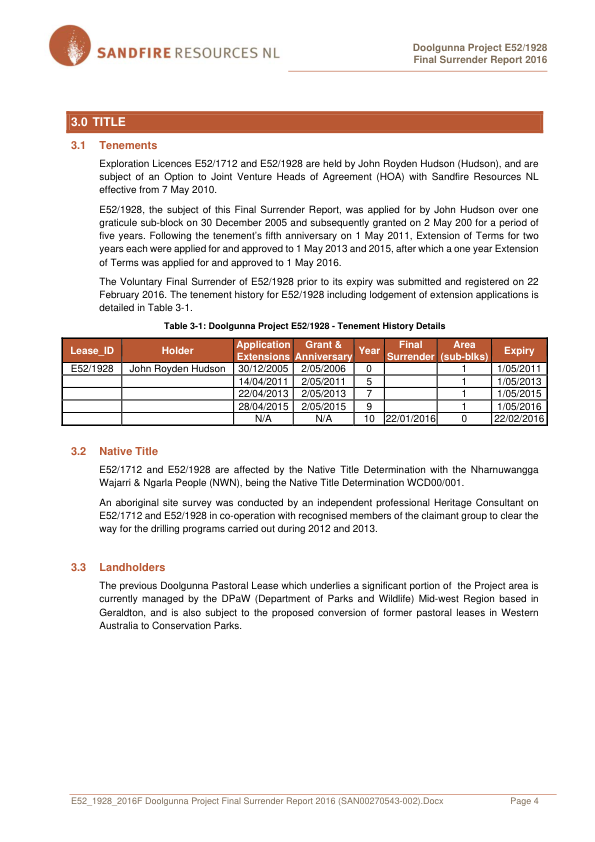 SANDFIRE RESOURCES NL
Doolgunna Project E52/1928
Final Surrender Report 2016
3.0 TITLE
3.1 Tenements
Exploration Licences E52/1712 and E52/1928 are held by John Royden Hudson (Hudson), and are
subject of an Option to Joint Venture Heads of Agreement (HOA) with Sandfire Resources NL
effective from 7 May 2010.
E52/1928, the subject of this Final Surrender Report, was applied for by John Hudson over one
graticule sub-block on 30 December 2005 and subsequently granted on 2 May 200 for a period of
five years. Following the tenement's fifth anniversary on 1 May 2011, Extension of Terms for two
years each were applied for and approved to 1 May 2013 and 2015, after which a one year Extension
of Terms was applied for and approved to 1 May 2016.
The Voluntary Final Surrender of E52/1928 prior to its expiry was submitted and registered on 22
February 2016. The tenement history for E52/1928 including lodgement of extension applications is
detailed in Table 3-1.
Table 3-1: Doolgunna Project E52/1928 - Tenement History Details
Lease_ID Holder Application Extensions Grant & Anniversary Year Final Surrender Area (sub-blks) Expiry
E52/1928 John Royden Hudson 30/12/2005 2/05/2006 0 1 1/05/2011
14/04/2011 2/05/2011 5 1 1/05/2013
22/04/2013 2/05/2013 7 1 1/05/2015
28/04/2015 2/05/2015 9 1 1/05/2016
N/A N/A 10 22/01/2016 0 22/02/2016
3.2 Native Title
E52/1712 and E52/1928 are affected by the Native Title Determination with the Nharnuwangga
Wajarri & Ngarla People (NWN), being the Native Title Determination WCD00/001.
An aboriginal site survey was conducted by an independent professional Heritage Consultant on
E52/1712 and E52/1928 in co-operation with recognised members of the claimant group to clear the
way for the drilling programs carried out during 2012 and 2013.
3.3 Landholders
The previous Doolgunna Pastoral Lease which underlies a significant portion of the Project area is
currently managed by the DPaW (Department of Parks and Wildlife) Mid-west Region based in
Geraldton, and is also subject to the proposed conversion of former pastoral leases in Western
Australia to Conservation Parks.
E52_1928_2016F Doolgunna Project Final Surrender Report 2016 (SAN00270543-002).Docx Page 4